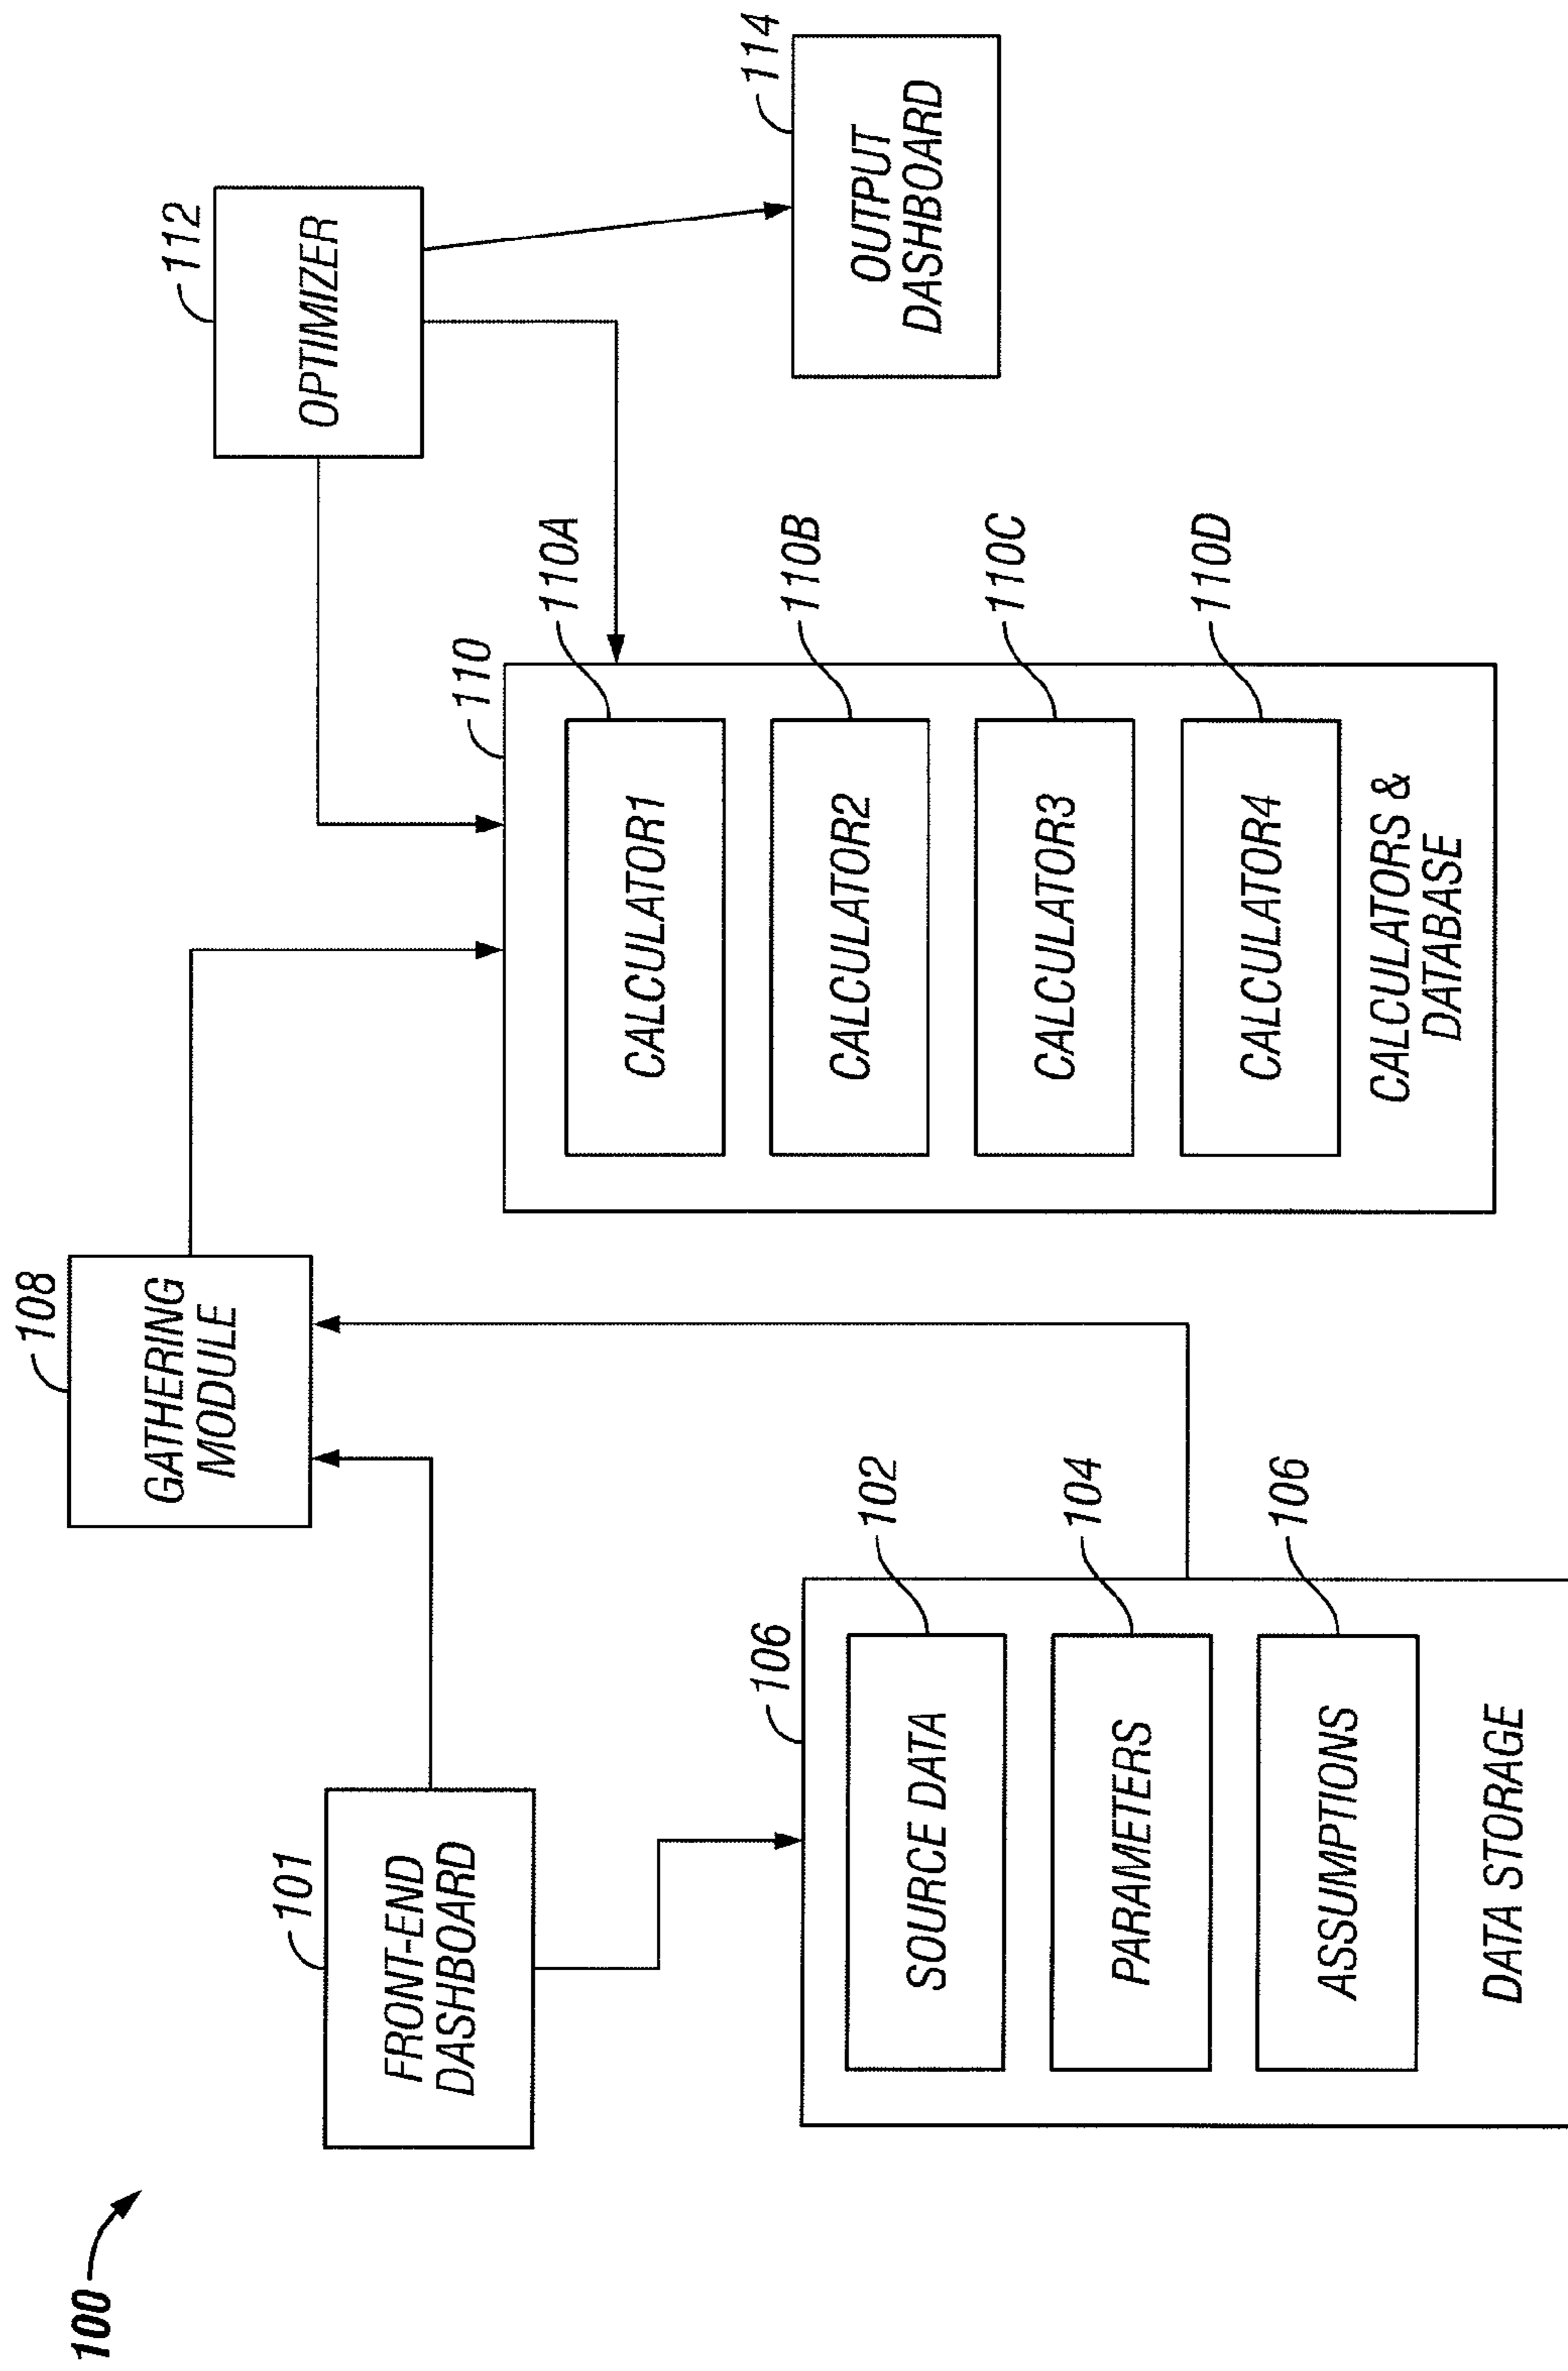 100
101
FRONT-END
DASHBOARD
106
102
SOURCE DATA
104
PARAMETERS
106
ASSUMPTIONS
DATA STORAGE
108
GATHERING
MODULE
110
110A
CALCULATOR1
110B
CALCULATOR2
110C
CALCULATOR3
110D
CALCULATOR4
CALCULATORS &
DATABASE
112
OPTIMIZER
114
OUTPUT
DASHBOARD